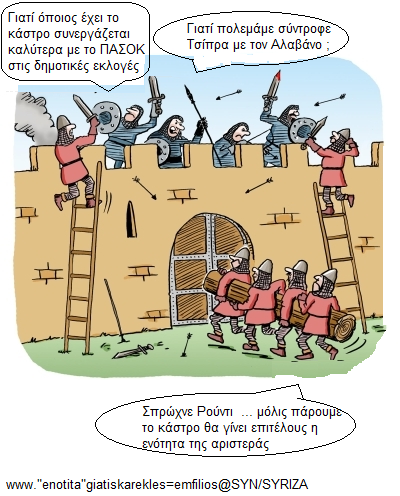 Γιατί όποιος έχει το
κάστρο συνεργάζεται
καλύτερα με το ΠΑΣΟΚ
στις δημοτικές εκλογές
Γιατί πολεμάμε σύντροφε
Τσίπρα με τον Αλαβάνο ;
Σπρώχνε Ρούντι ... μόλις πάρουμε
το κάστρο θα γίνει επιτέλους η
ενότητα της αριστεράς
www."enotita"giatiskarekles=emfilios@SYN/SYRIZA